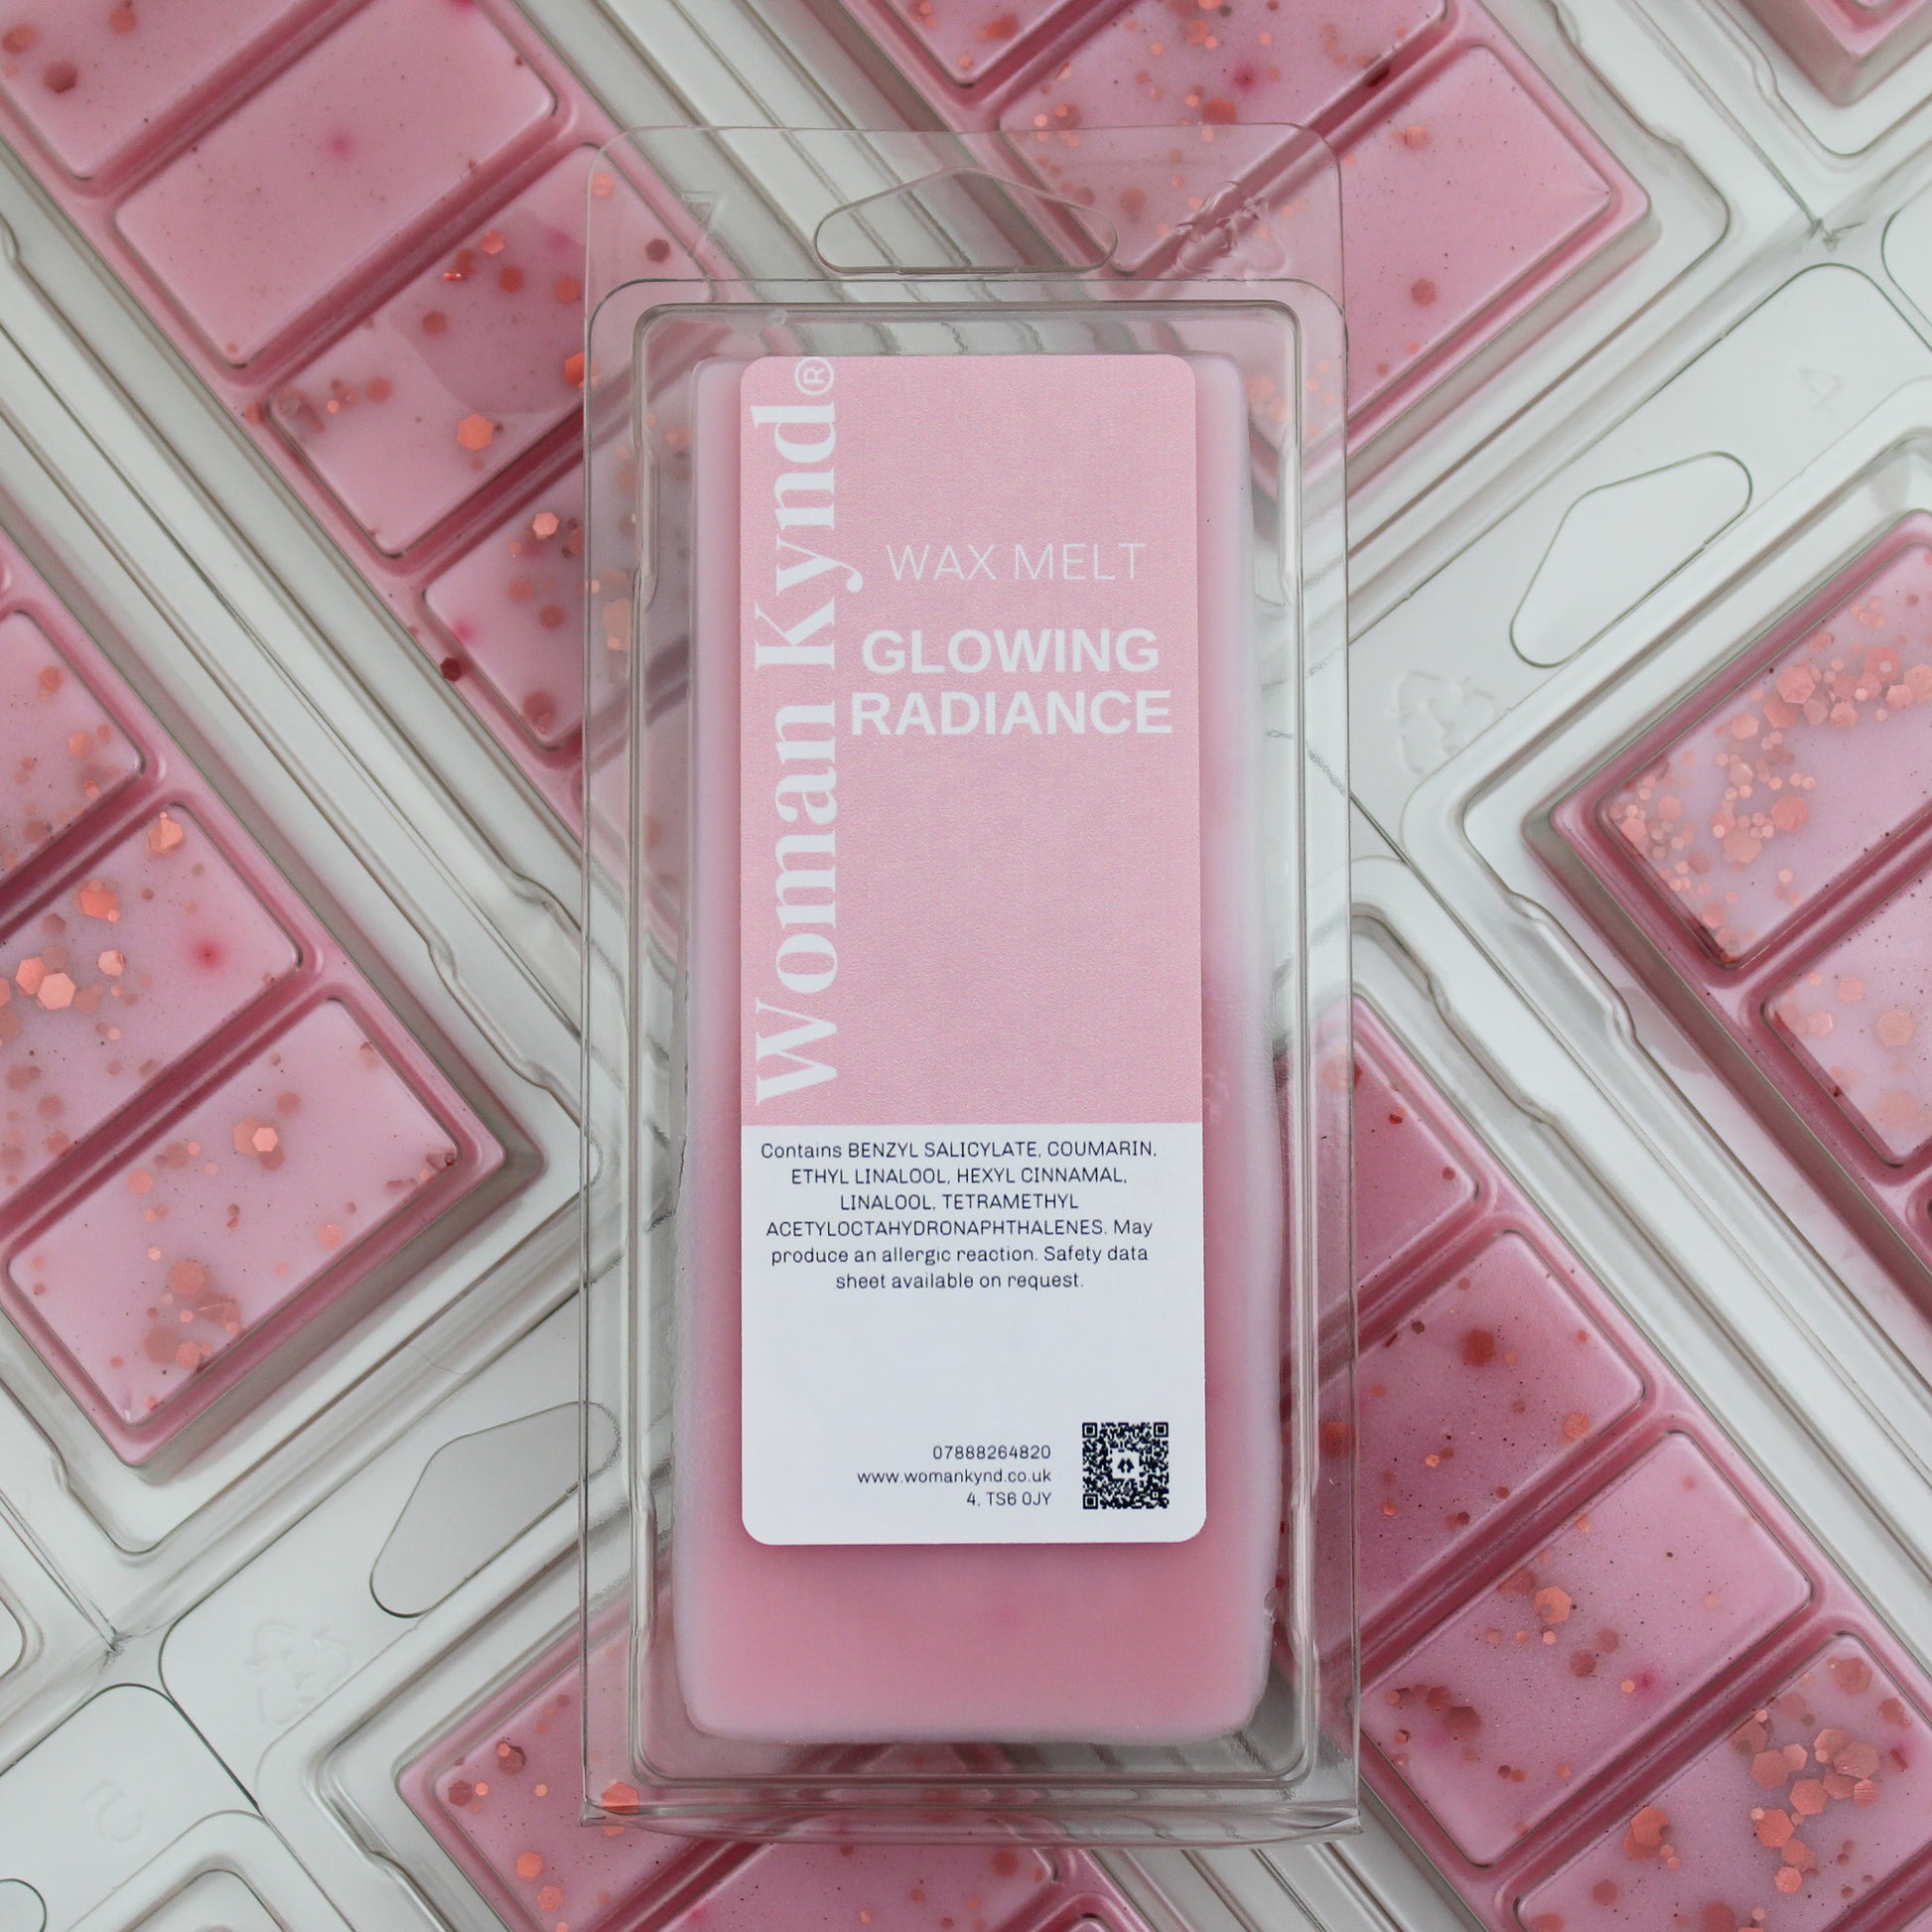 Woman Kynd®
WAX MELT
GLOWING
RADIANCE
Contains BENZYL SALICYLATE, COUMARIN,
ETHYL LINALOOL, HEXYL CINNAMAL,
LINALOOL, TETRAMETHYL
ACETYLOCTAHYDRONAPHTHALENES. May
produce an allergic reaction. Safety data
sheet available on request.
07888264820
www.womankynd.co.uk
4, TS6 0JY